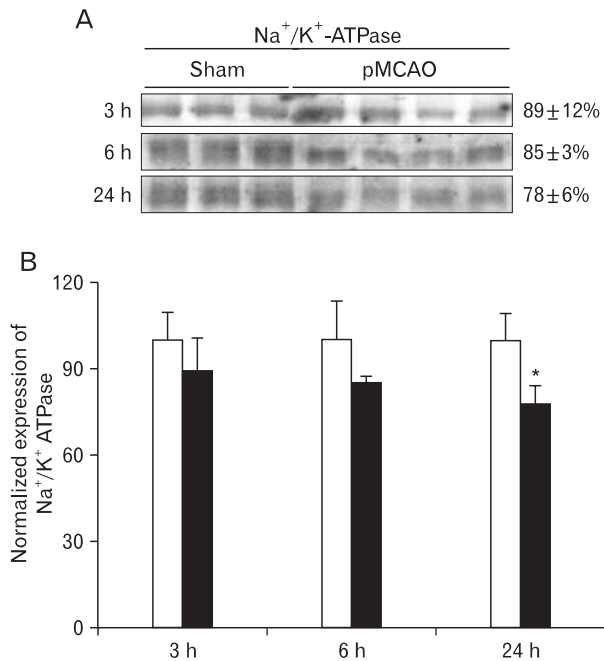 A
Na⁺/K⁺-ATPase
Sham pMCAO
3 h 89±12%
6 h 85±3%
24 h 78±6%
B
Normalized expression of
Na⁺/K⁺ ATPase
120
90
60
30
0
*
3 h 6 h 24 h